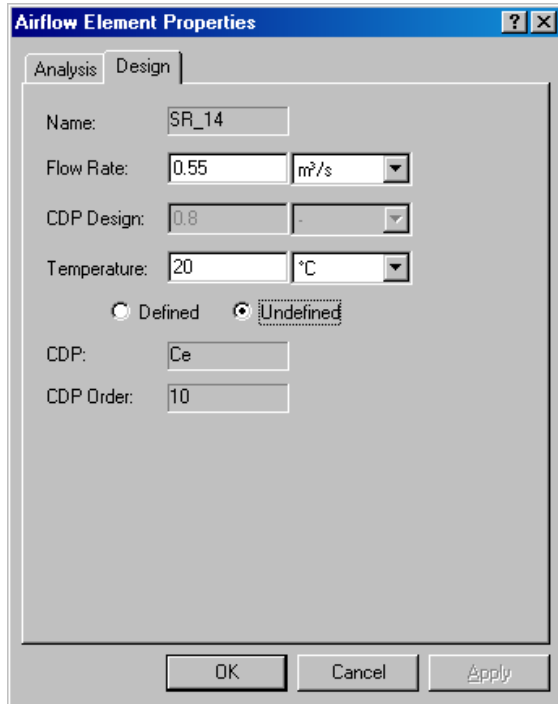 Airflow Element Properties ? ×
Analysis Design
Name: SR_14
Flow Rate: 0.55 m³/s
CDP Design: 0.8 -
Temperature: 20 °C
Defined Undefined
CDP: Ce
CDP Order: 10
OK Cancel Apply